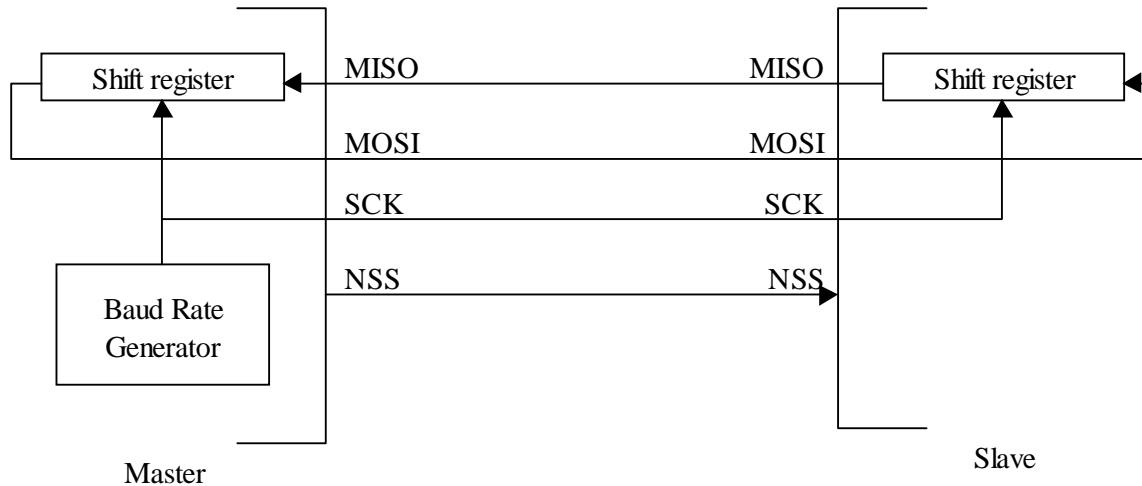 Shift register
MISO
MISO
Shift register
MOSI
MOSI
SCK
SCK
NSS
NSS
Baud Rate
Generator
Master
Slave